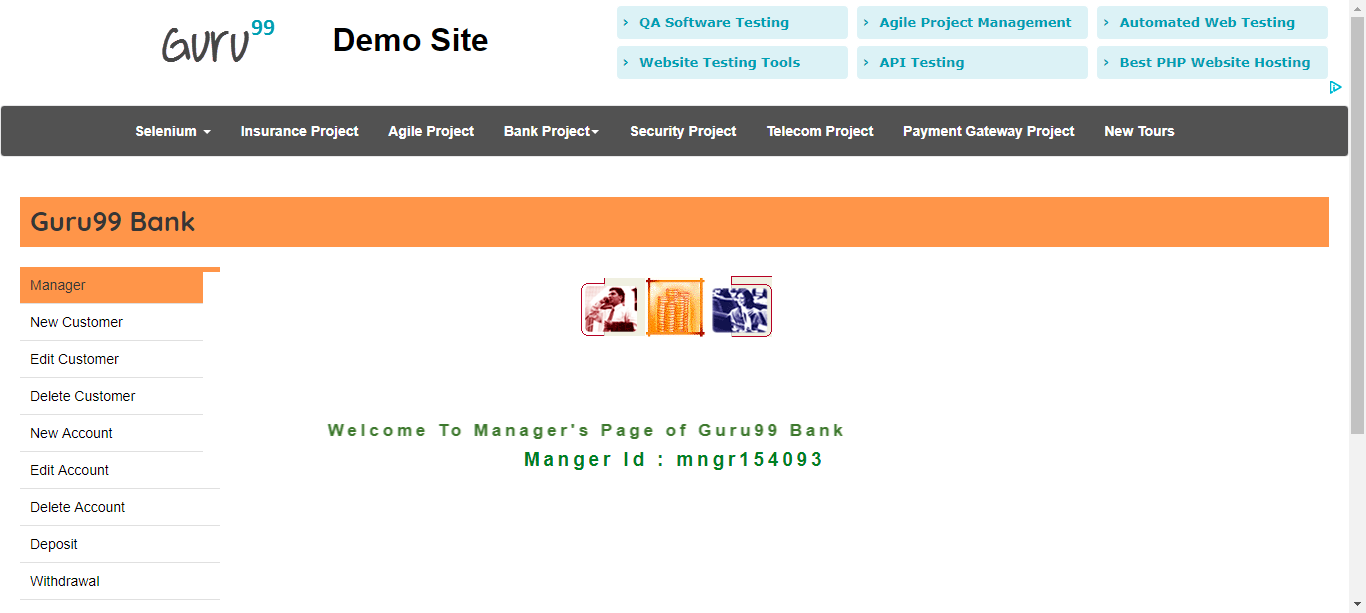 Guru99
Demo Site
QA Software Testing
Agile Project Management
Automated Web Testing
Website Testing Tools
API Testing
Best PHP Website Hosting
Selenium
Insurance Project
Agile Project
Bank Project
Security Project
Telecom Project
Payment Gateway Project
New Tours
Guru99 Bank
Manager
New Customer
Edit Customer
Delete Customer
New Account
Edit Account
Delete Account
Deposit
Withdrawal
Welcome To Manager's Page of Guru99 Bank
Manger Id : mngr154093